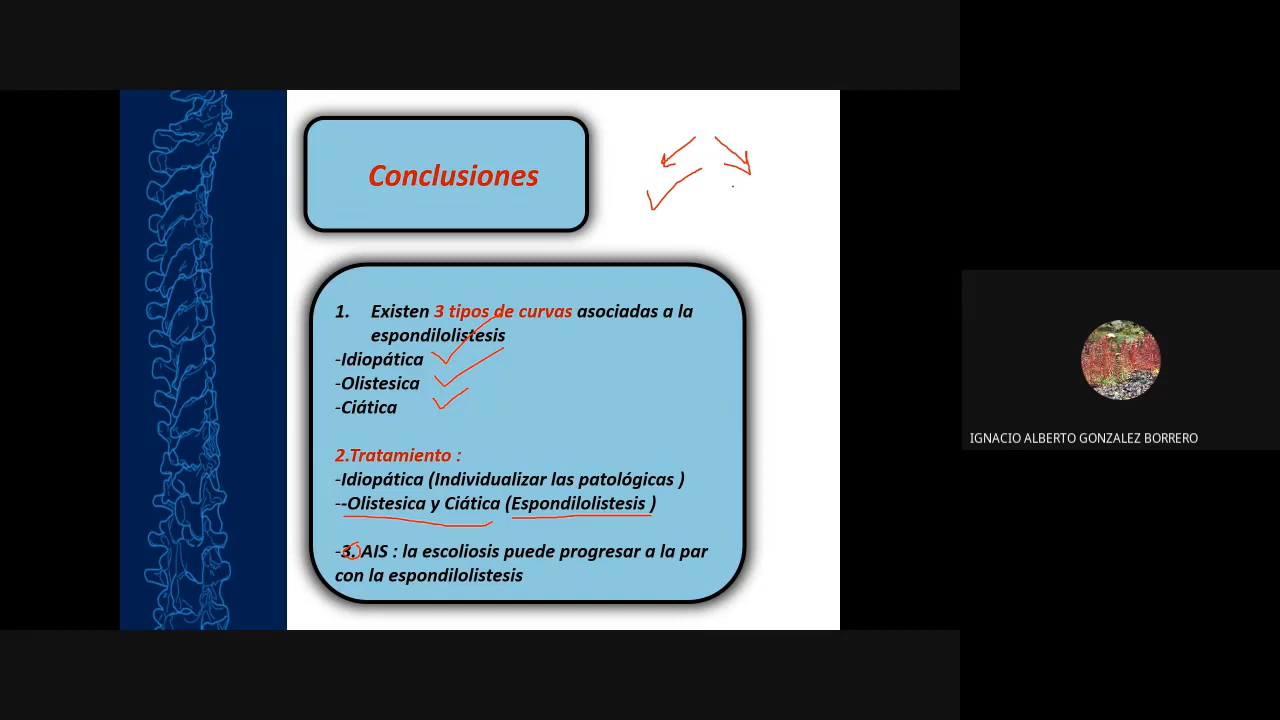 Conclusiones
1. Existen 3 tipos de curvas asociadas a la
espondilolistesis
-Idiopática
-Olistesica
-Ciática
2.Tratamiento :
-Idiopática (Individualizar las patológicas )
--Olistesica y Ciática (Espondilolistesis )
-3. AIS : la escoliosis puede progresar a la par
con la espondilolistesis
IGNACIO ALBERTO GONZALEZ BORRERO